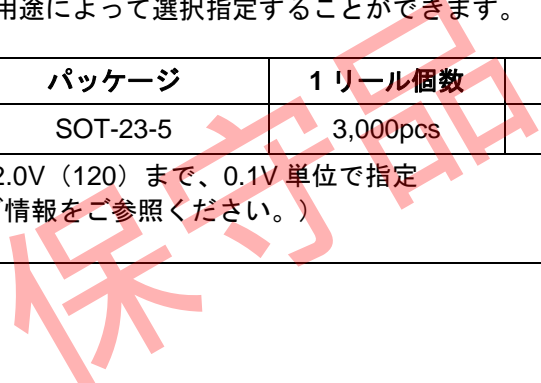 用途によって選択指定することができます。
パッケージ 1 リール個数
SOT-23-5 3,000pcs
2.0V（120）まで、0.1V 単位で指定
情報をご参照ください。）
保守品